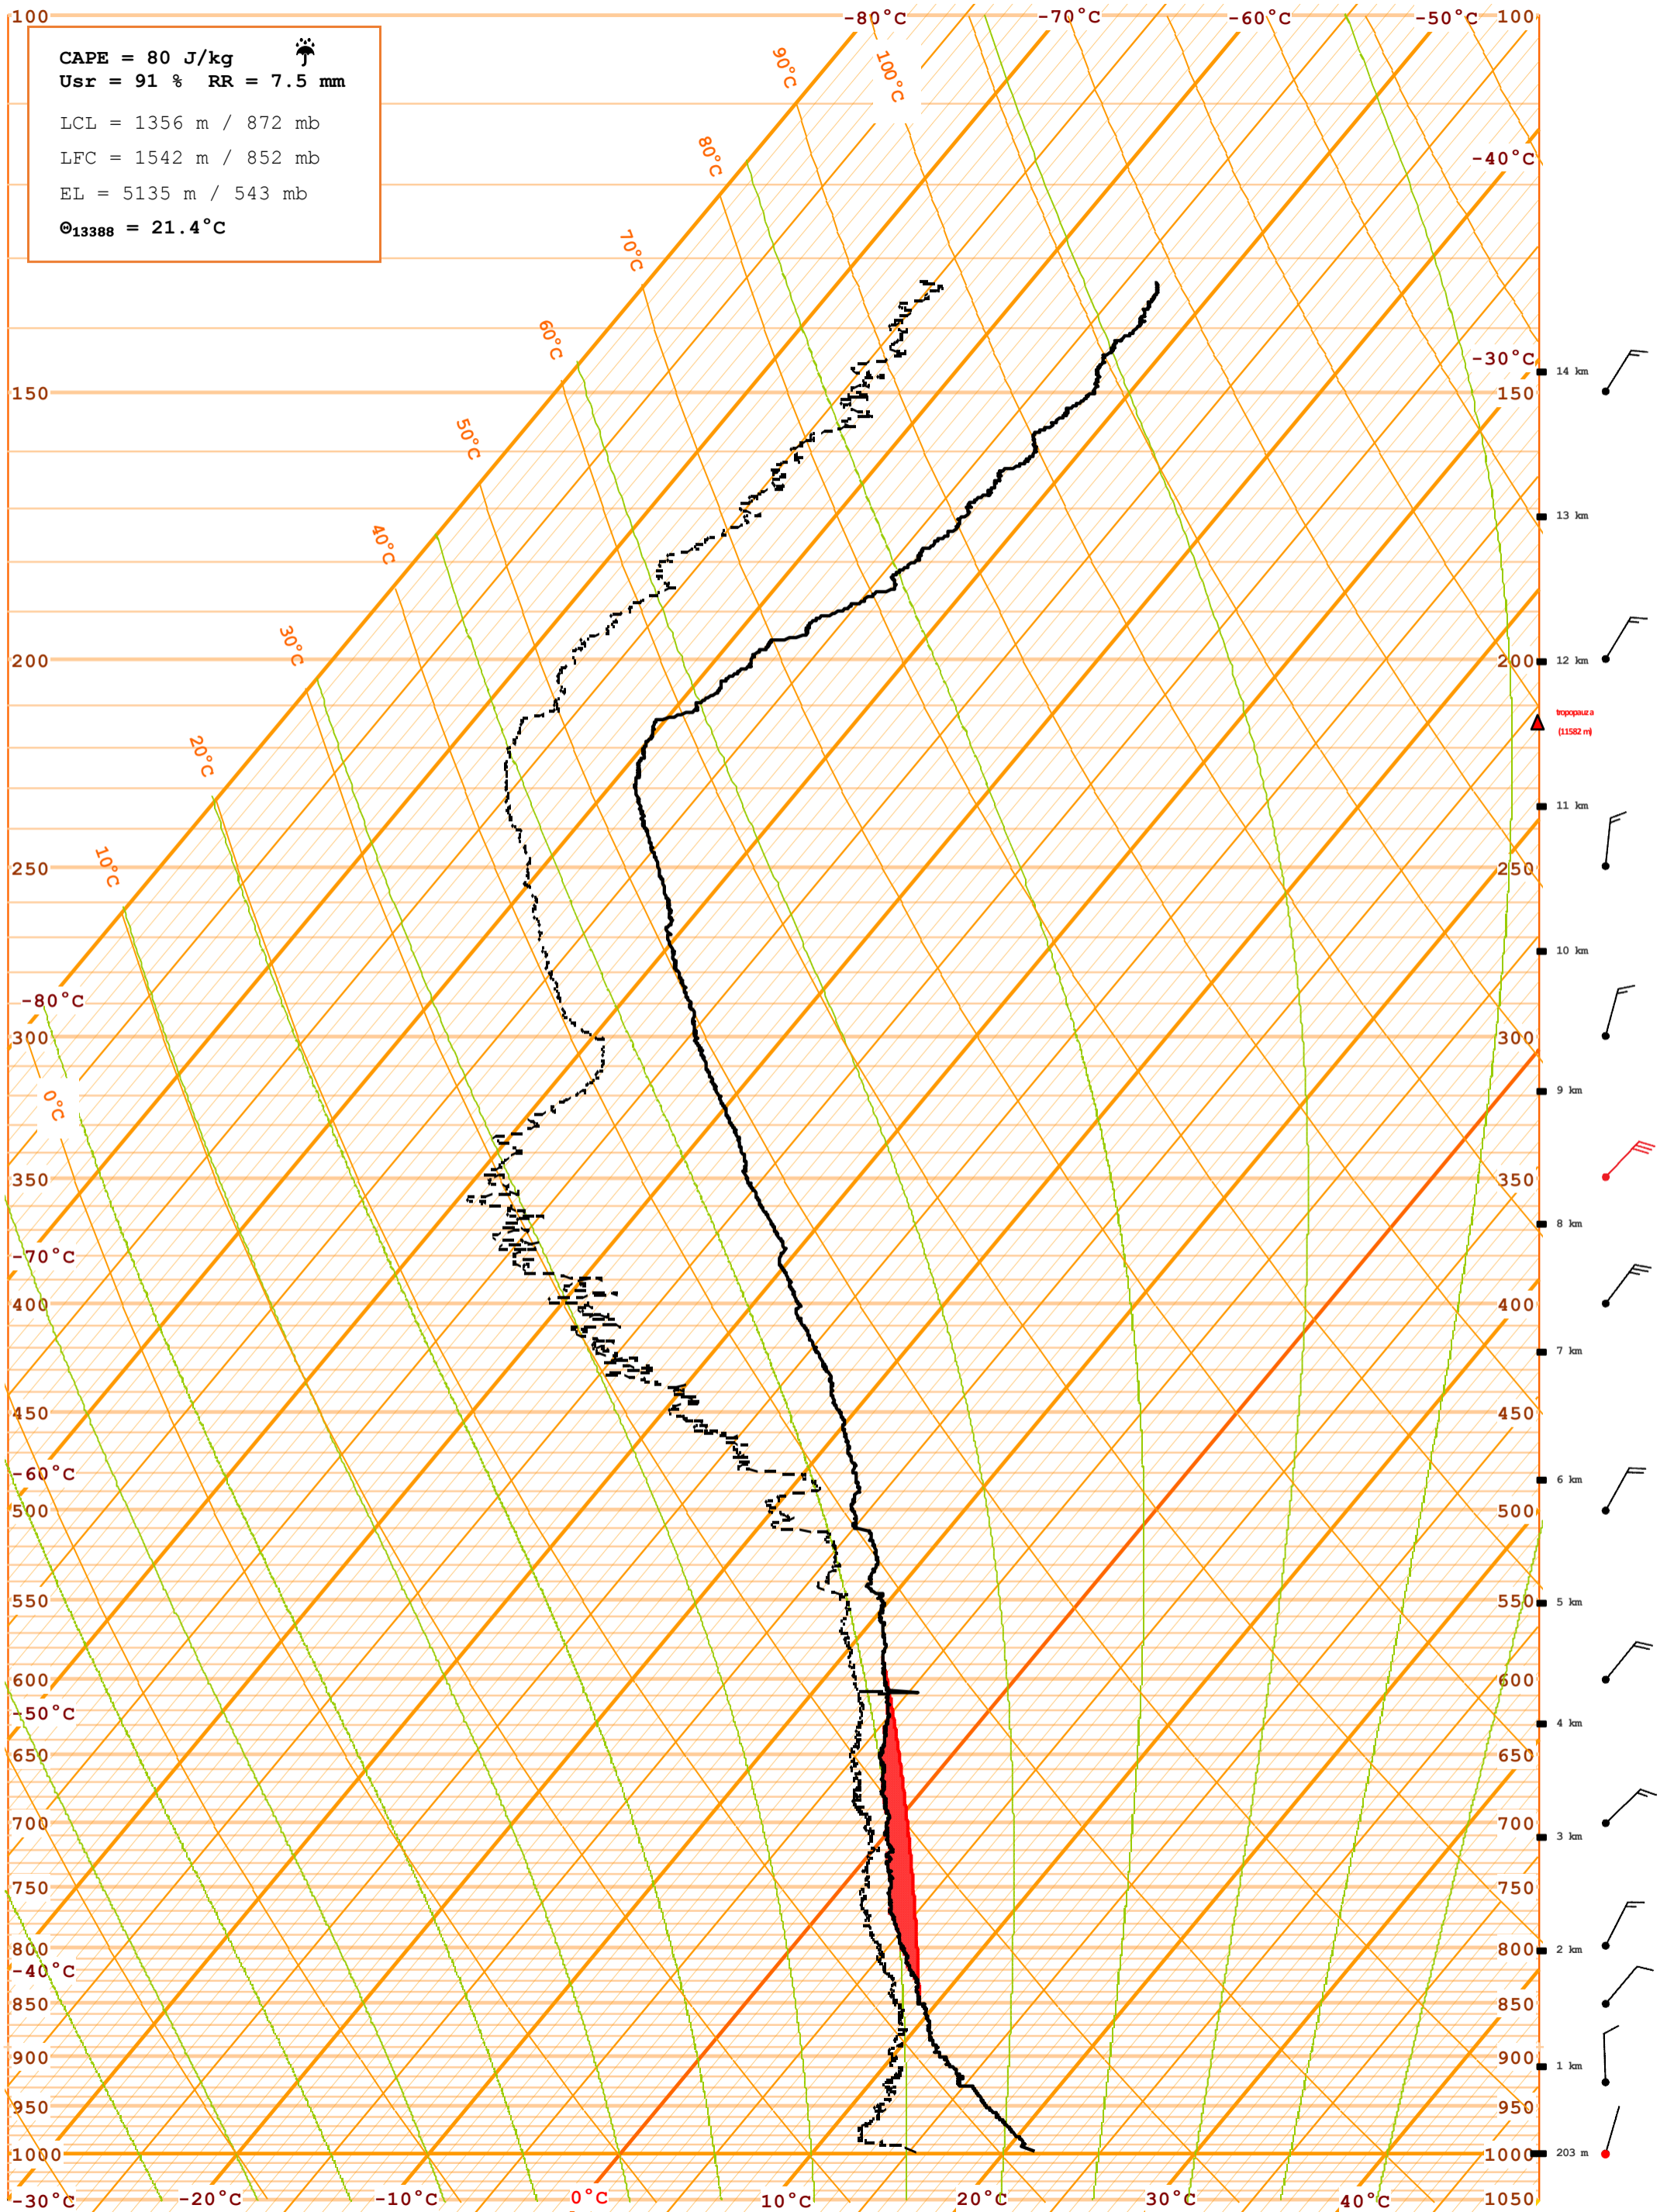 100 -80°C -70°C -60°C -50°C 100
CAPE = 80 J/kg
Usr = 91 % RR = 7.5 mm
LCL = 1356 m / 872 mb
LFC = 1542 m / 852 mb
EL = 5135 m / 543 mb
Θ13388 = 21.4°C
90°C 100°C
80°C -40°C
70°C
60°C -30°C
14 km
150 150
50°C
13 km
40°C
30°C
200 200 12 km
tropopauza
20°C (11582 m)
11 km
10°C 250 250
10 km
-80°C
300 300
0°C 9 km
350 350
8 km
-70°C
400 400
7 km
450 450
-60°C 6 km
500 500
550 550 5 km
600 600
-50°C 4 km
650 650
700 700
3 km
750 750
800 800 2 km
-40°C
850 850
900 900 1 km
950 950
1000 1000 203 m
-30°C -20°C -10°C 0°C 10°C 20°C 30°C 40°C 1050